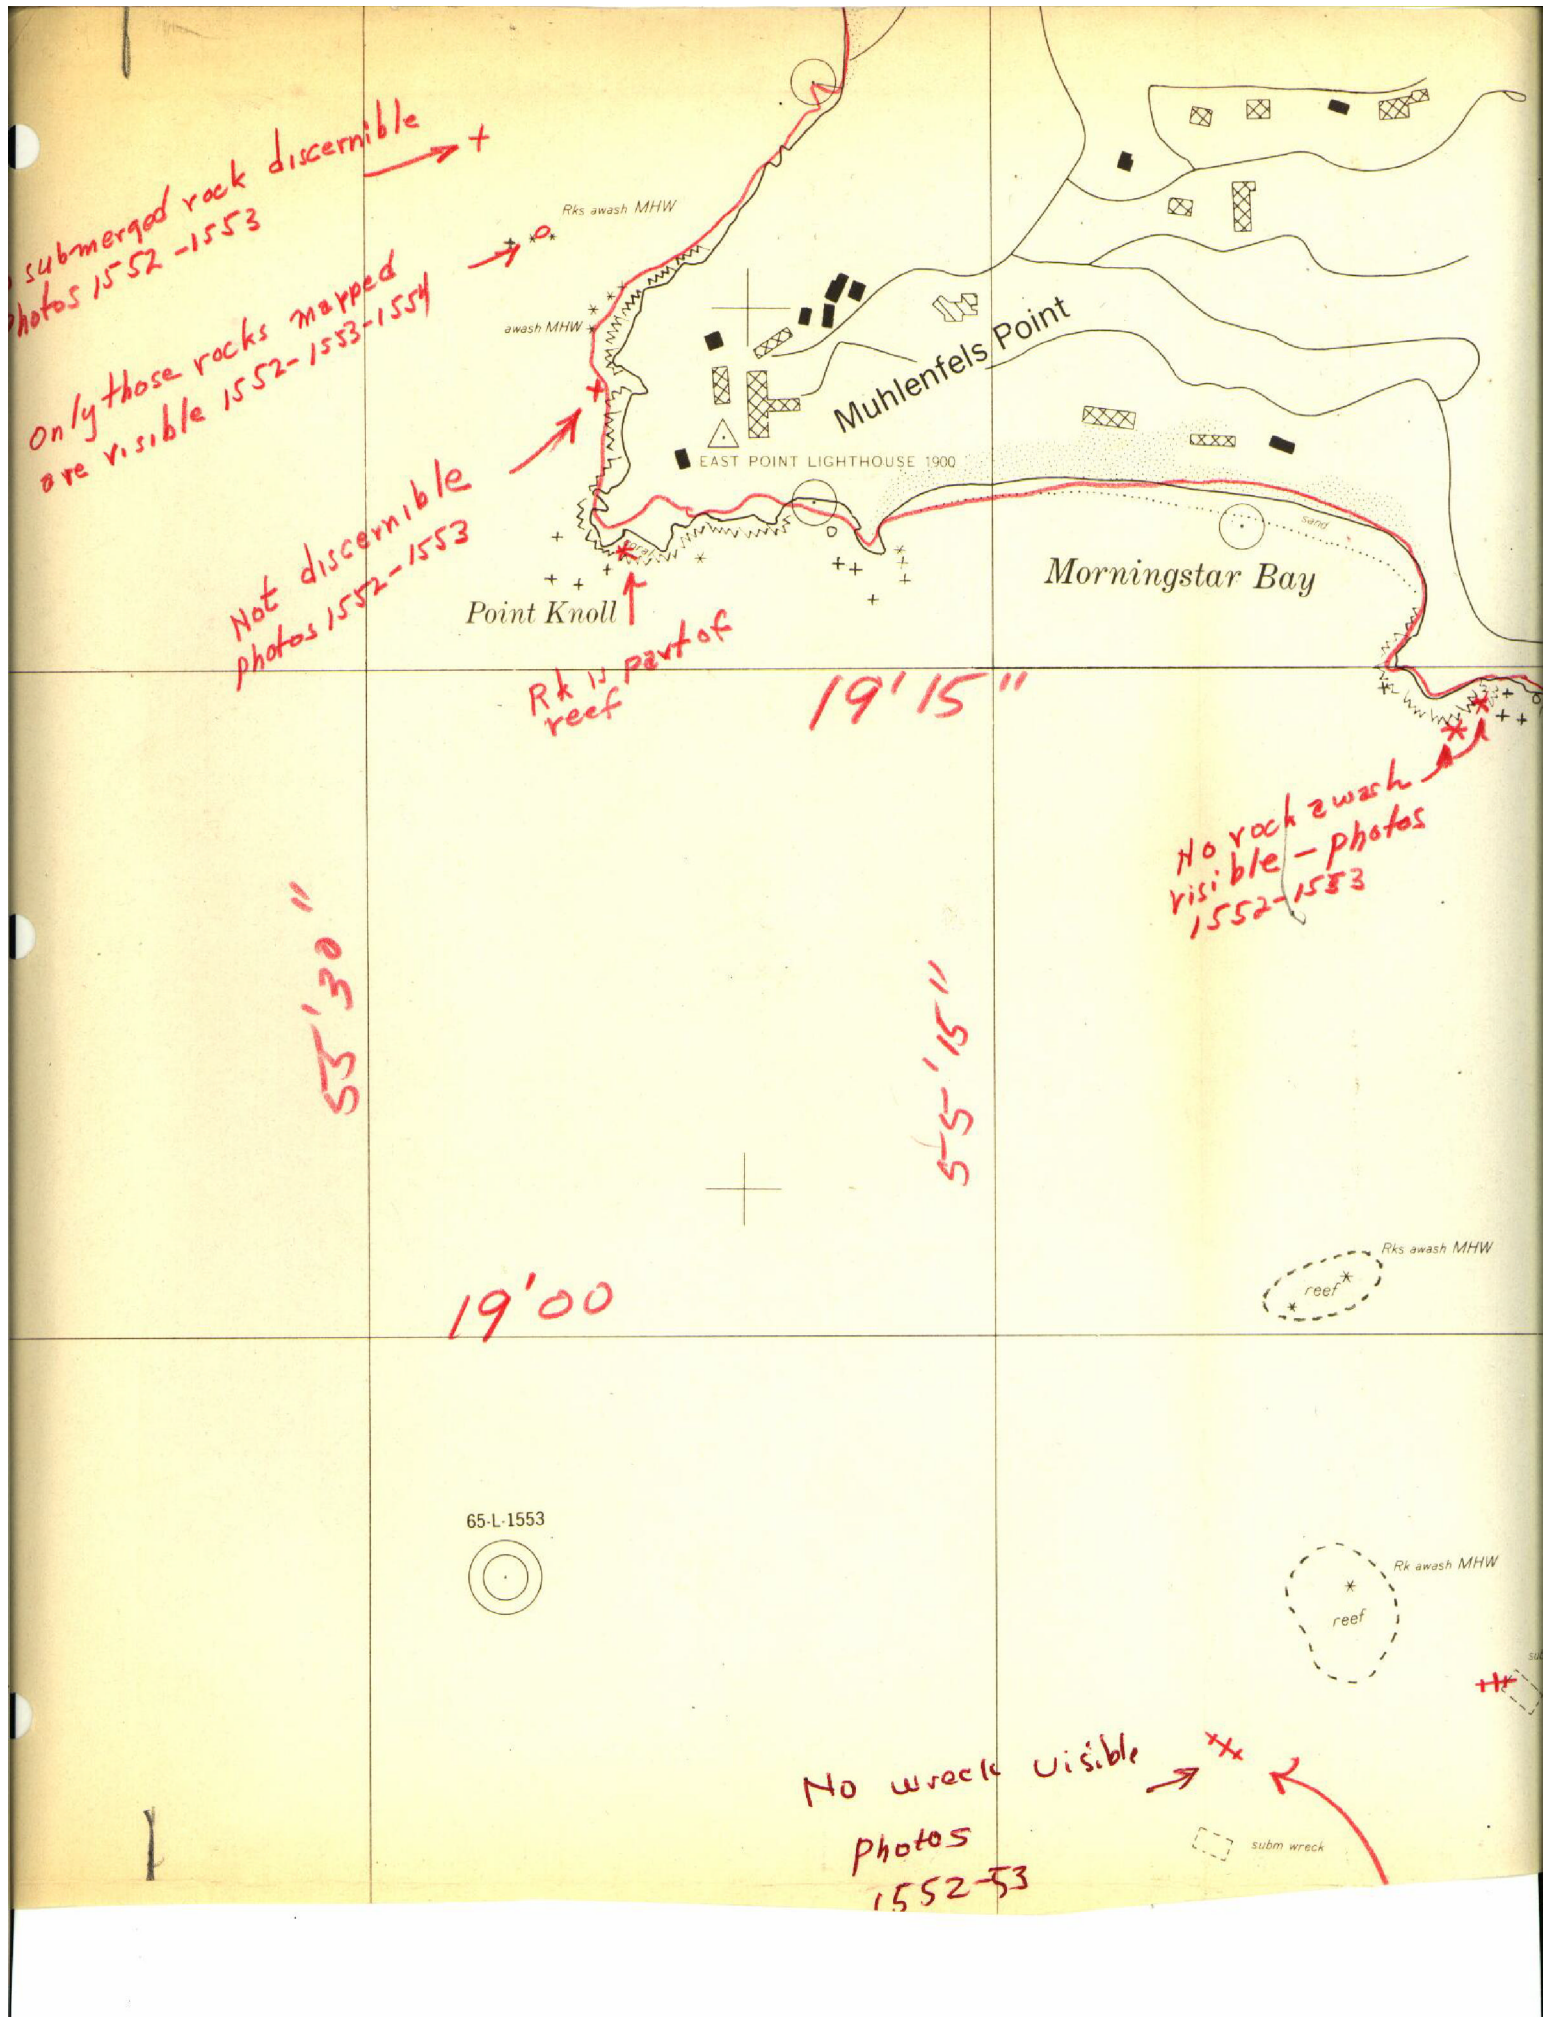 submerged rock discernible
photos 1552-1553
Rks awash MHW
Only those rocks mapped
are visible 1552-1553-1554
awash MHW
Muhlenfels Point
EAST POINT LIGHTHOUSE 1900
Not discernible
photos 1552-1553
sand
coral
Morningstar Bay
Point Knoll
Rk is part of
reef
19'15"
No rock awash
visible - photos
1552-1553
55'30"
55'15"
Rks awash MHW
reef
19'00
65-L-1553
Rk awash MHW
reef
No wreck visible
photos
1552-53
subm wreck